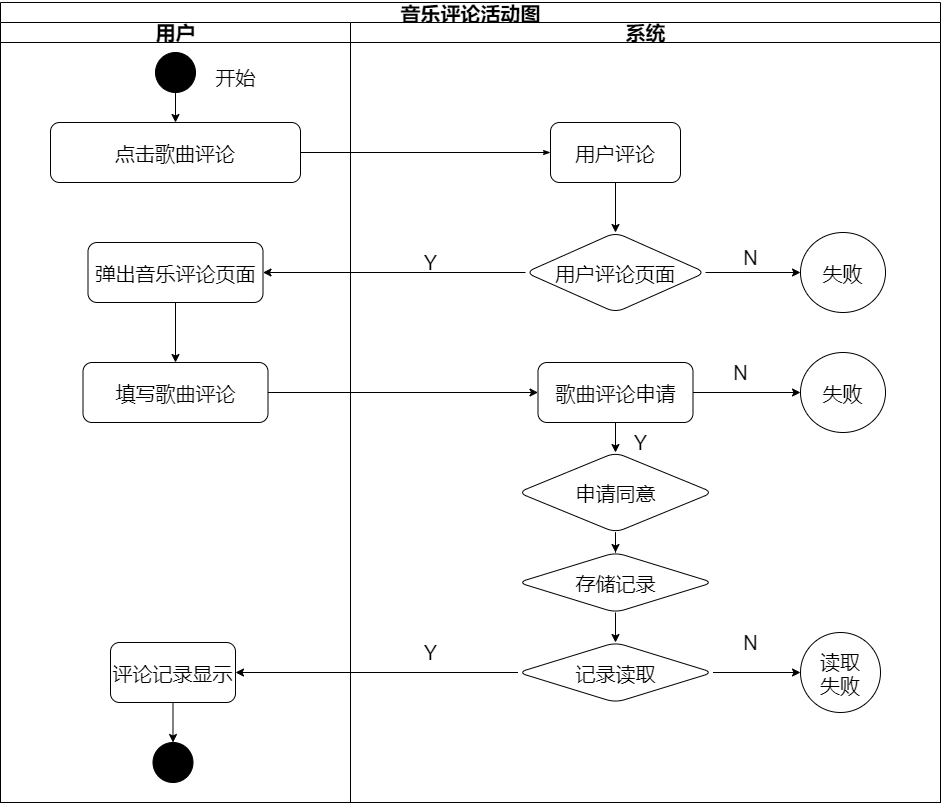 音乐评论活动图
用户
系统
开始
点击歌曲评论
用户评论
弹出音乐评论页面
Y
用户评论页面
N
失败
填写歌曲评论
歌曲评论申请
N
失败
Y
申请同意
存储记录
评论记录显示
Y
记录读取
N
读取
失败